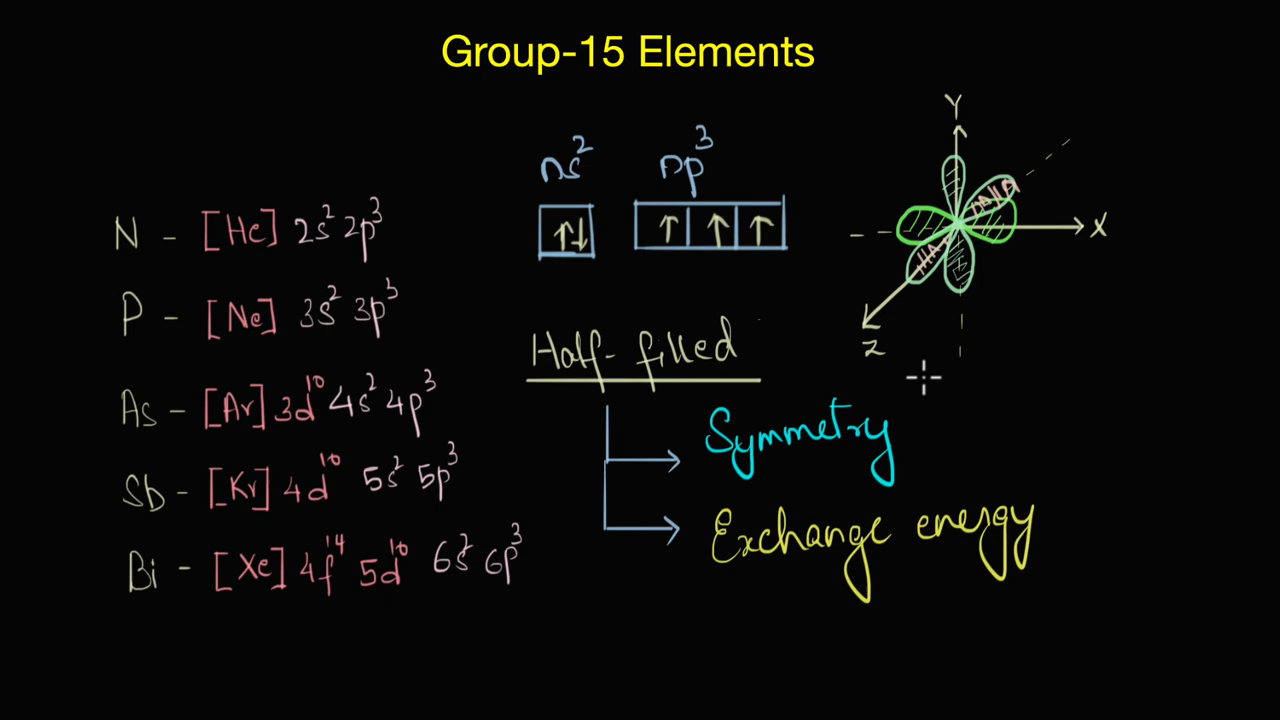 Group-15 Elements
N - [He] 2s² 2p³
P - [Ne] 3s² 3p³
As - [Ar] 3d¹⁰ 4s² 4p³
Sb - [Kr] 4d¹⁰ 5s² 5p³
Bi - [Xe] 4f¹⁴ 5d¹⁰ 6s² 6p³
ns² np³
↑↓ ↑ ↑ ↑
Half-filled
Symmetry
Exchange energy
Y
X
Z